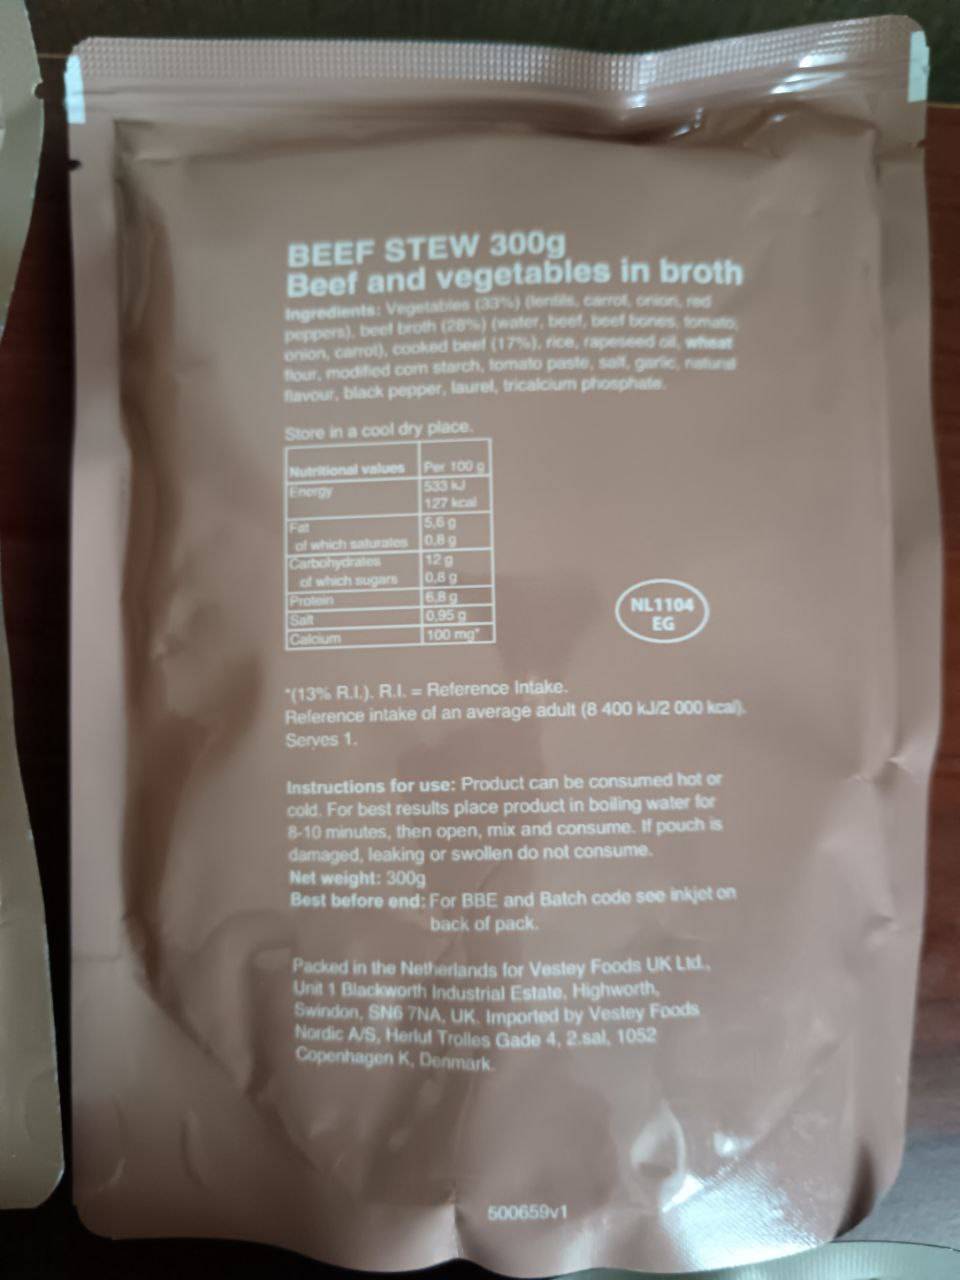 BEEF STEW 300g
Beef and vegetables in broth
Ingredients: Vegetables (33%) (lentils, carrot, onion, red
peppers), beef broth (28%) (water, beef, beef bones, tomato,
onion, carrot), cooked beef (17%), rice, rapeseed oil, wheat
flour, modified corn starch, tomato paste, salt, garlic, natural
flavour, black pepper, laurel, tricalcium phosphate.
Store in a cool dry place.
Nutritional values Per 100 g
Energy 533 kJ
127 kcal
Fat 5,6 g
of which saturates 0,8 g
Carbohydrates 12 g
of which sugars 0,8 g
Protein 6,8 g
Salt 0,95 g
Calcium 100 mg*
NL1104
EG
*(13% R.I.). R.I. = Reference Intake.
Reference intake of an average adult (8 400 kJ/2 000 kcal).
Serves 1.
Instructions for use: Product can be consumed hot or
cold. For best results place product in boiling water for
8-10 minutes, then open, mix and consume. If pouch is
damaged, leaking or swollen do not consume.
Net weight: 300g
Best before end: For BBE and Batch code see inkjet on
back of pack.
Packed in the Netherlands for Vestey Foods UK Ltd.,
Unit 1 Blackworth Industrial Estate, Highworth,
Swindon, SN6 7NA, UK. Imported by Vestey Foods
Nordic A/S, Herluf Trolles Gade 4, 2.sal, 1052
Copenhagen K, Denmark.
500659v1